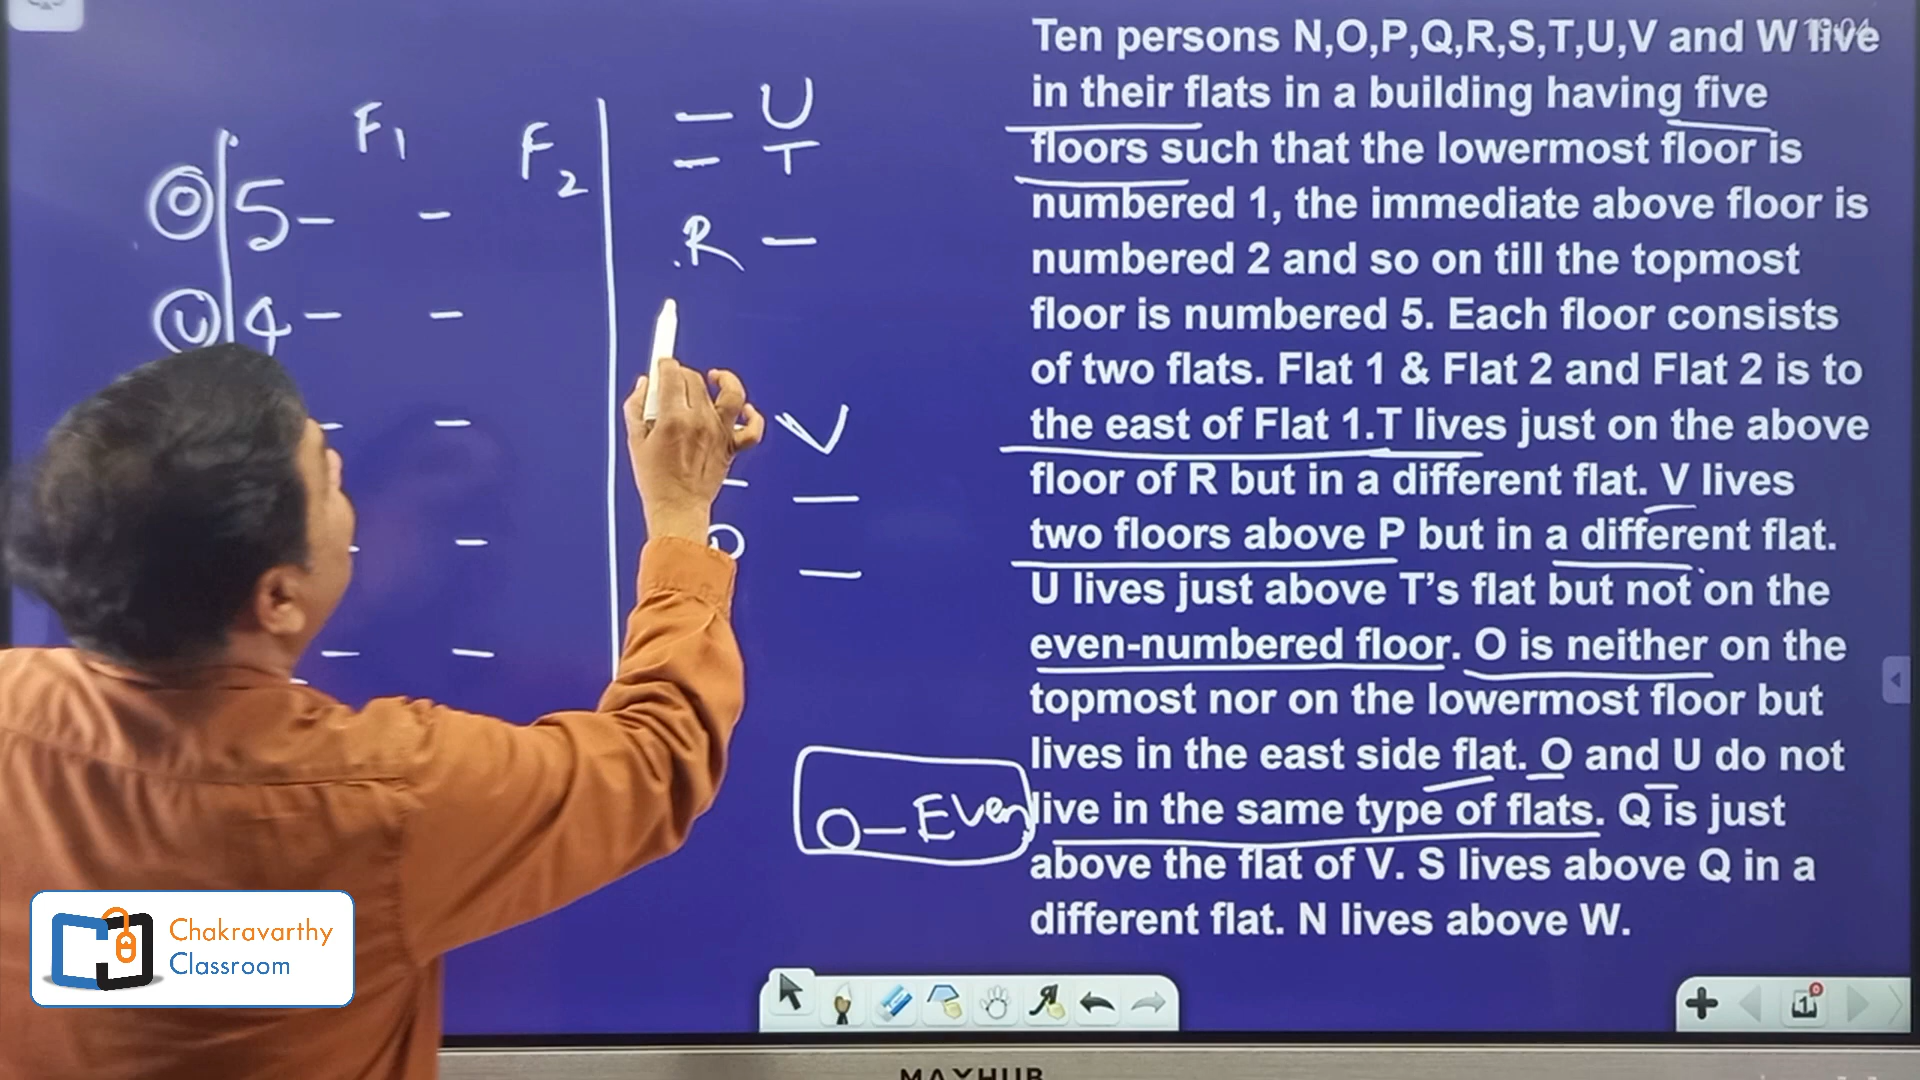 Ten persons N,O,P,Q,R,S,T,U,V and W live
in their flats in a building having five
floors such that the lowermost floor is
numbered 1, the immediate above floor is
numbered 2 and so on till the topmost
floor is numbered 5. Each floor consists
of two flats. Flat 1 & Flat 2 and Flat 2 is to
the east of Flat 1.T lives just on the above
floor of R but in a different flat. V lives
two floors above P but in a different flat.
U lives just above T’s flat but not on the
even-numbered floor. O is neither on the
topmost nor on the lowermost floor but
lives in the east side flat. O and U do not
live in the same type of flats. Q is just
above the flat of V. S lives above Q in a
different flat. N lives above W.
F1 F2
5 - -
4 - -
- U
- T
R -
V
O - Even
Chakravarthy
Classroom
MAXHUB